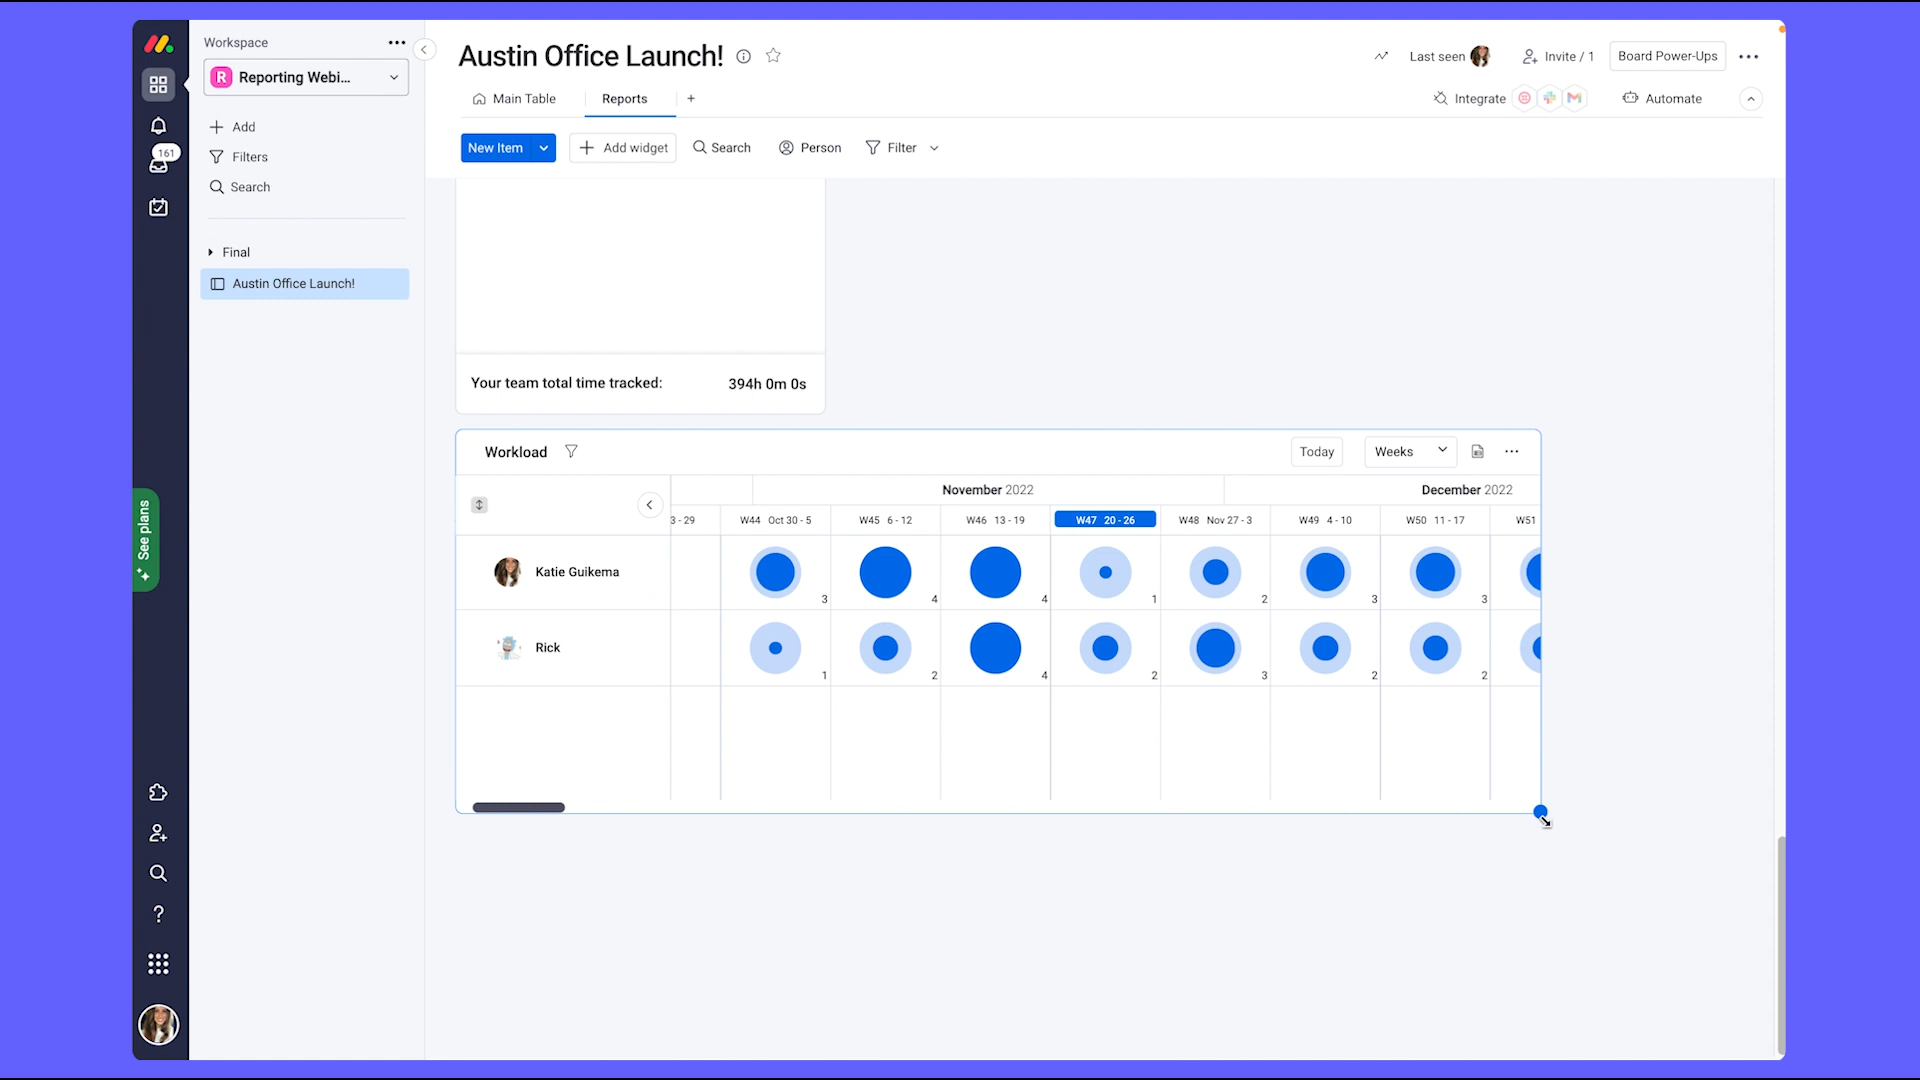 Workspace
R Reporting Webi...
Add
Filters
Search
Final
Austin Office Launch!
161
See plans
Austin Office Launch!
Last seen
Invite / 1
Board Power-Ups
Main Table
Reports
Integrate
Automate
New Item
Add widget
Search
Person
Filter
Your team total time tracked: 394h 0m 0s
Workload
Today
Weeks
November 2022
December 2022
3 - 29
W44 Oct 30 - 5
W45 6 - 12
W46 13 - 19
W47 20 - 26
W48 Nov 27 - 3
W49 4 - 10
W50 11 - 17
W51
Katie Guikema
3 4 4 1 2 3 3
Rick
1 2 4 2 3 2 2